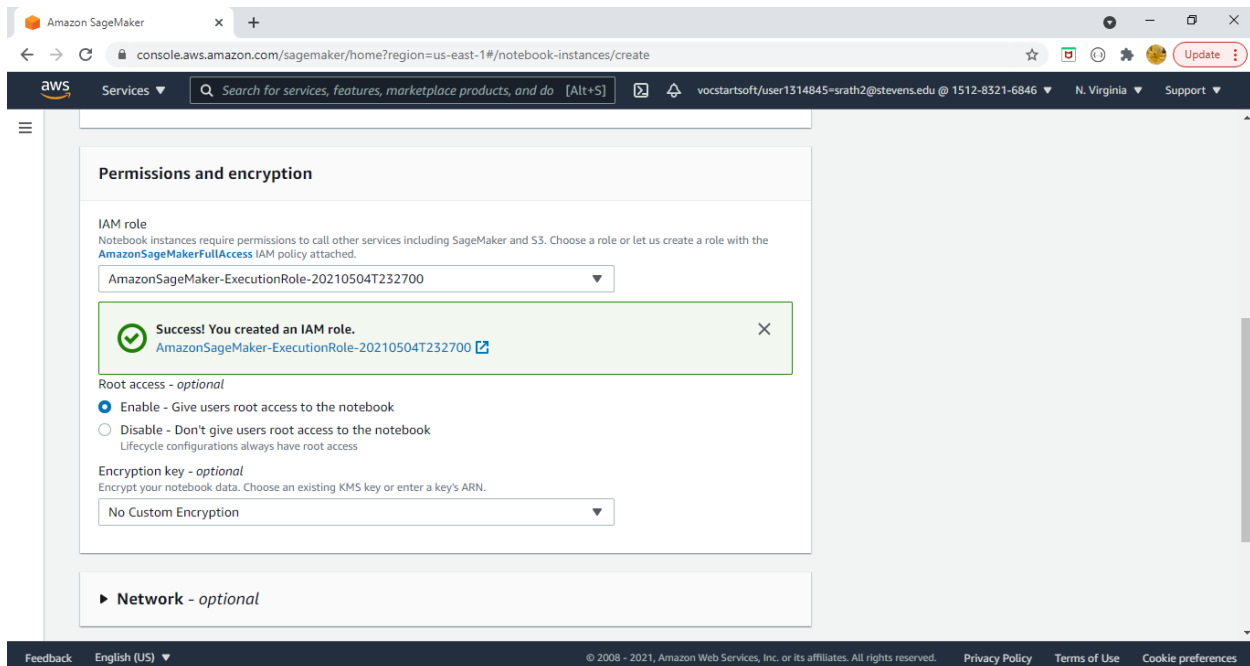 Amazon SageMaker
Update
console.aws.amazon.com/sagemaker/home?region=us-east-1#/notebook-instances/create
aws
Services
Search for services, features, marketplace products, and do [Alt+S]
vocstartsoft/user1314845=srath2@stevens.edu @ 1512-8321-6846
N. Virginia
Support
Permissions and encryption
IAM role
Notebook instances require permissions to call other services including SageMaker and S3. Choose a role or let us create a role with the
AmazonSageMakerFullAccess IAM policy attached.
AmazonSageMaker-ExecutionRole-20210504T232700
Success! You created an IAM role.
AmazonSageMaker-ExecutionRole-20210504T232700
Root access - optional
Enable - Give users root access to the notebook
Disable - Don't give users root access to the notebook
Lifecycle configurations always have root access
Encryption key - optional
Encrypt your notebook data. Choose an existing KMS key or enter a key's ARN.
No Custom Encryption
Network - optional
Feedback
English (US)
© 2008 - 2021, Amazon Web Services, Inc. or its affiliates. All rights reserved.
Privacy Policy
Terms of Use
Cookie preferences